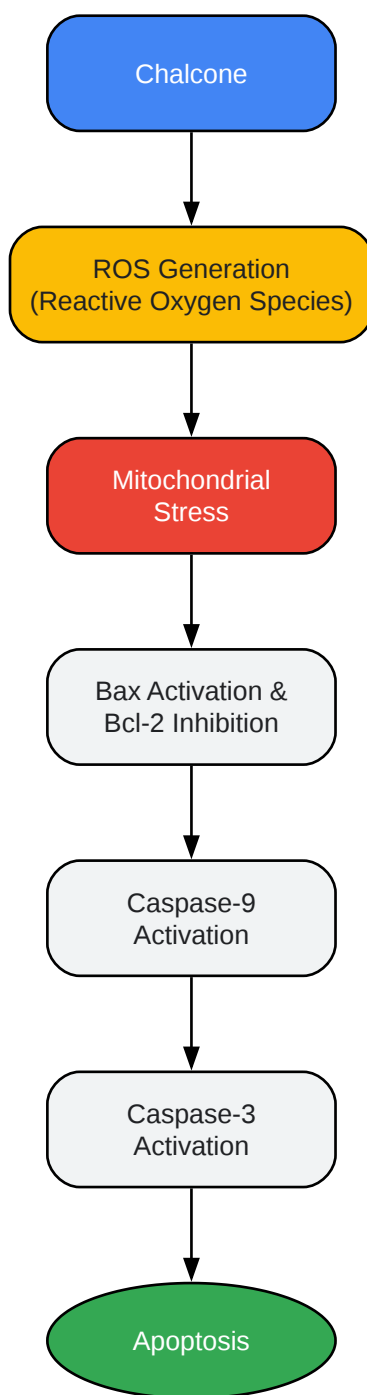 Chalcone
ROS Generation
(Reactive Oxygen Species)
Mitochondrial
Stress
Bax Activation &
Bcl-2 Inhibition
Caspase-9
Activation
Caspase-3
Activation
Apoptosis